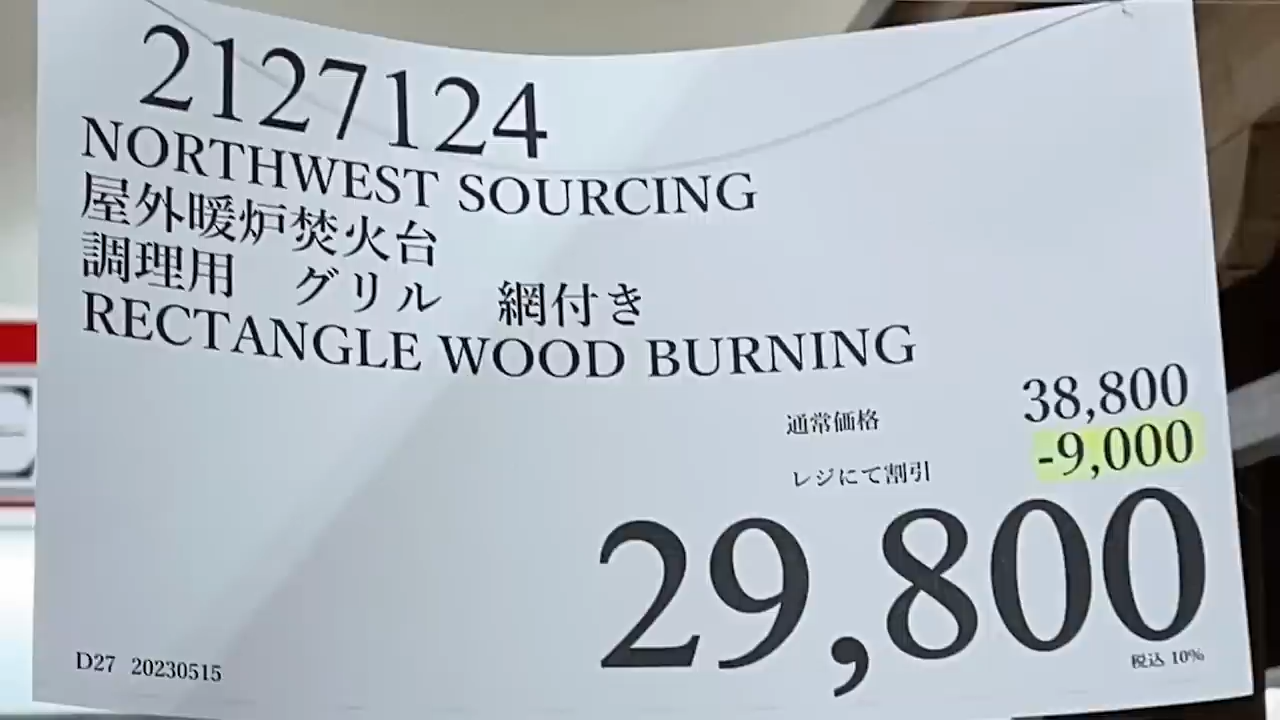 2127124
NORTHWEST SOURCING
屋外暖炉焚火台
調理用　グリル　網付き
RECTANGLE WOOD BURNING
通常価格 38,800
レジにて割引 -9,000
29,800
税込 10%
D27 20230515